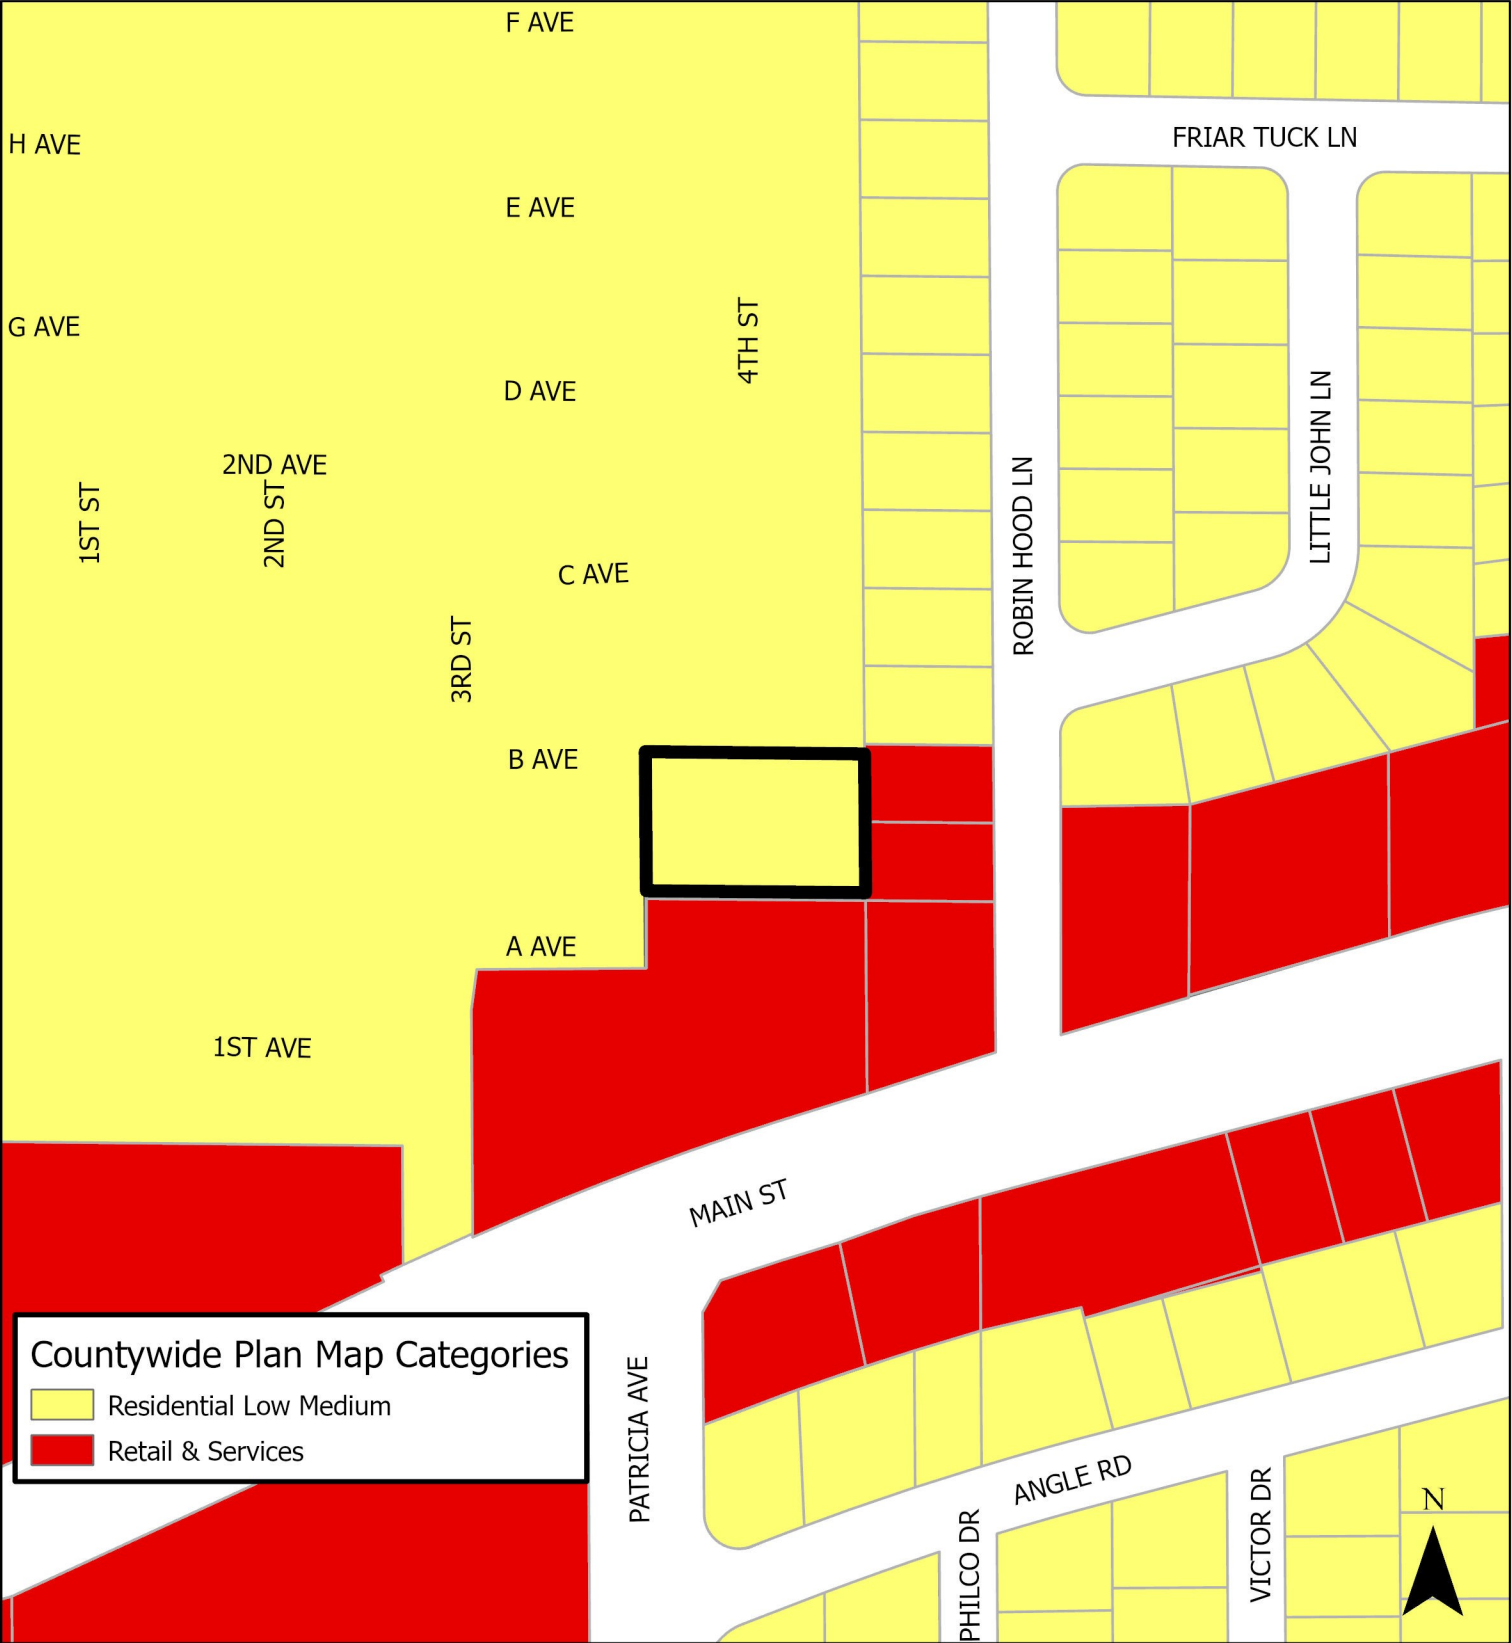 F AVE
FRIAR TUCK LN
H AVE
E AVE
G AVE
4TH ST
D AVE
LITTLE JOHN LN
2ND AVE
1ST ST
2ND ST
ROBIN HOOD LN
C AVE
3RD ST
B AVE
A AVE
1ST AVE
MAIN ST
Countywide Plan Map Categories
Residential Low Medium
Retail & Services
PATRICIA AVE
ANGLE RD
PHILCO DR
VICTOR DR
N